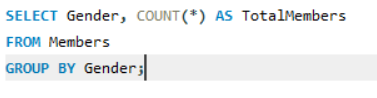 SELECT Gender, COUNT(*) AS TotalMembers
FROM Members
GROUP BY Gender;